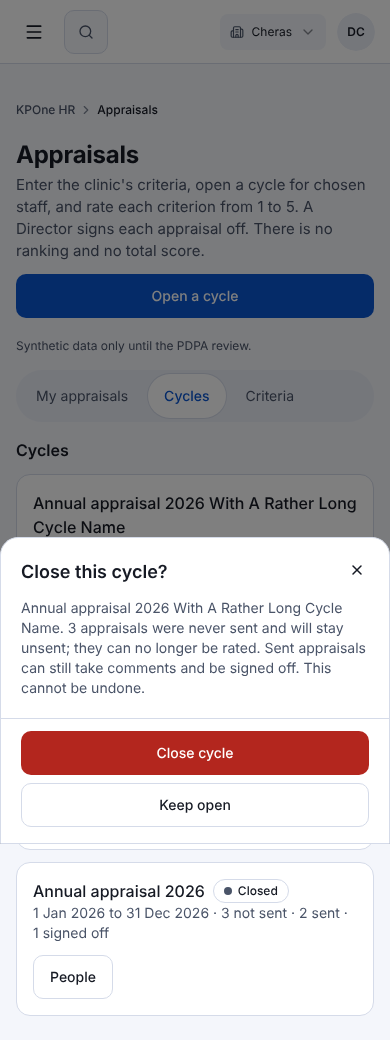 Cheras
DC
KPOne HR > Appraisals
Appraisals
Enter the clinic's criteria, open a cycle for chosen
staff, and rate each criterion from 1 to 5. A
Director signs each appraisal off. There is no
ranking and no total score.
Open a cycle
Synthetic data only until the PDPA review.
My appraisals
Cycles
Criteria
Cycles
Annual appraisal 2026 With A Rather Long
Cycle Name
Close this cycle?
Annual appraisal 2026 With A Rather Long Cycle
Name. 3 appraisals were never sent and will stay
unsent; they can no longer be rated. Sent appraisals
can still take comments and be signed off. This
cannot be undone.
Close cycle
Keep open
Annual appraisal 2026
Closed
1 Jan 2026 to 31 Dec 2026 · 3 not sent · 2 sent ·
1 signed off
People